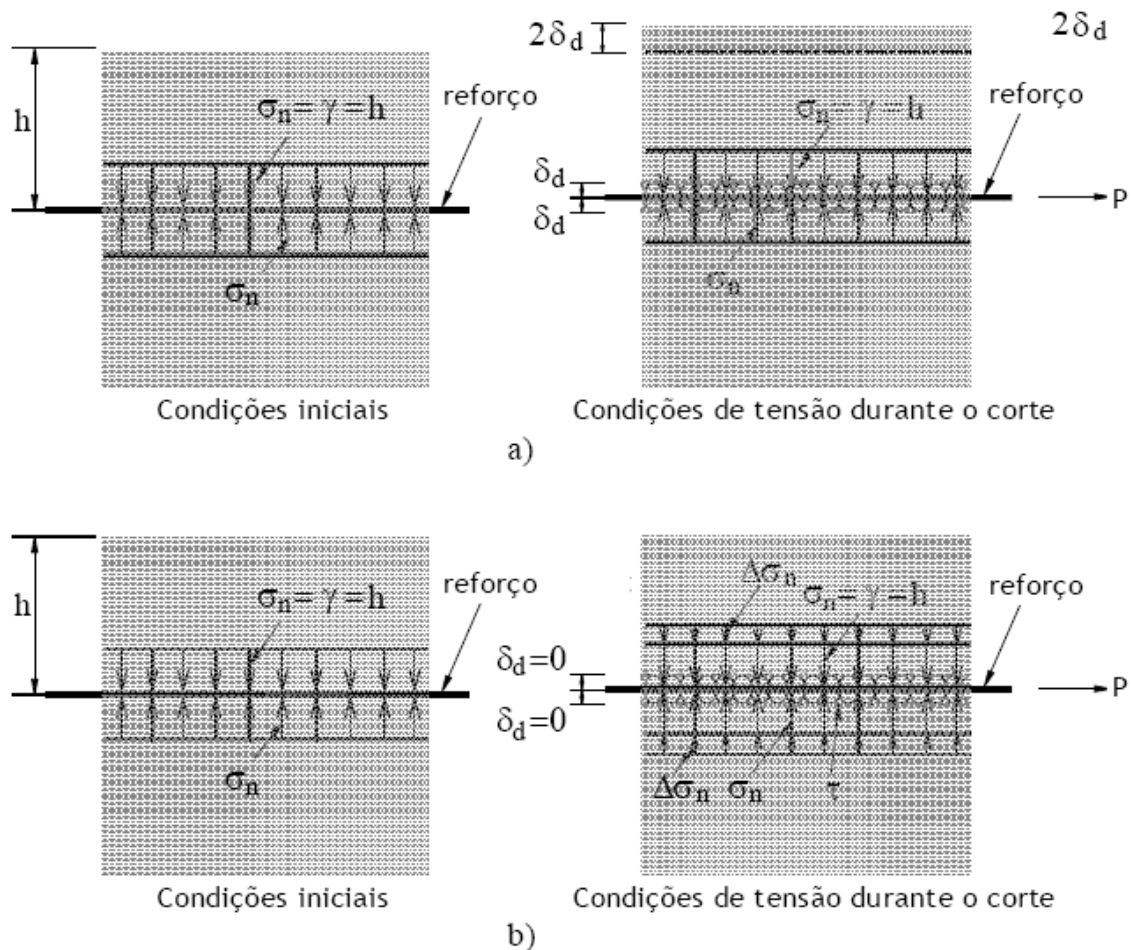 h
σn = γ = h
reforço
σn
Condições iniciais
2δd
2δd
σn = γ = h
reforço
δd
δd
P
σn
Condições de tensão durante o corte
a)
h
σn = γ = h
reforço
σn
Condições iniciais
Δσn
σn = γ = h
reforço
δd=0
δd=0
P
Δσn σn τ
Condições de tensão durante o corte
b)